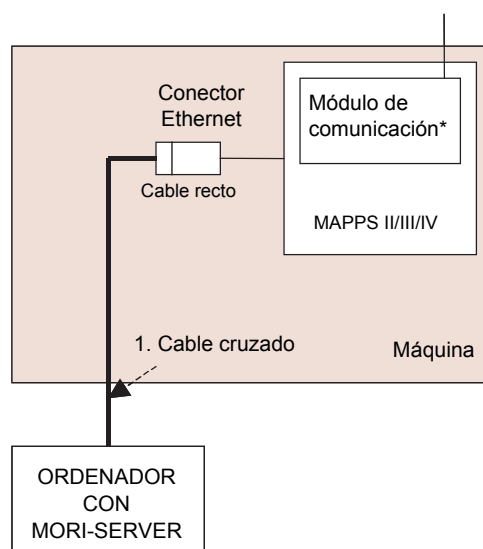 Conector
Ethernet
Módulo de
comunicación*
Cable recto
MAPPS II/III/IV
1. Cable cruzado
Máquina
ORDENADOR
CON
MORI-SERVER